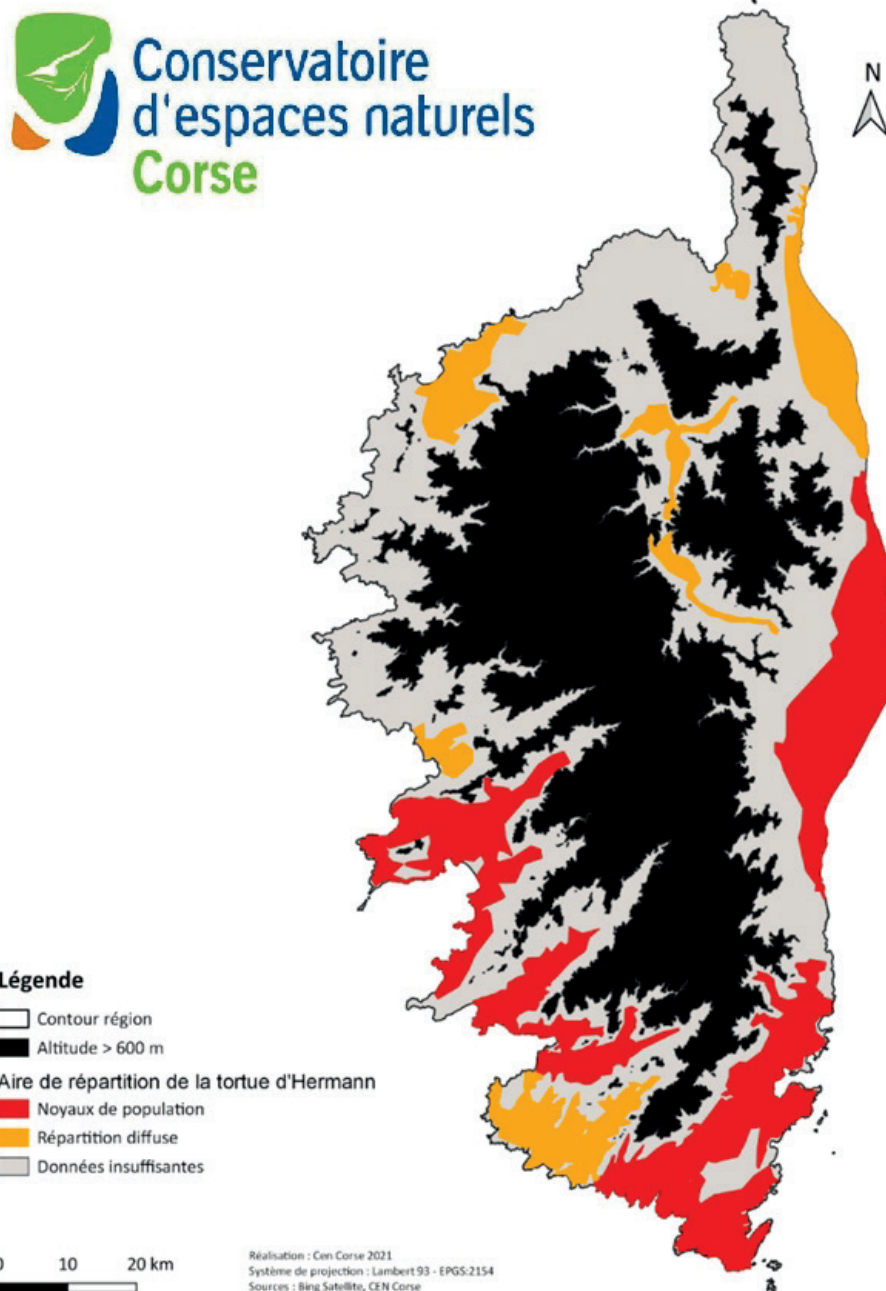 Conservatoire
d'espaces naturels
Corse
N
Légende
Contour région
Altitude > 600 m
Aire de répartition de la tortue d'Hermann
Noyaux de population
Répartition diffuse
Données insuffisantes
0 10 20 km
Réalisation : Cen Corse 2021
Système de projection : Lambert 93 - EPGS:2154
Sources : Bing Satellite, CEN Corse